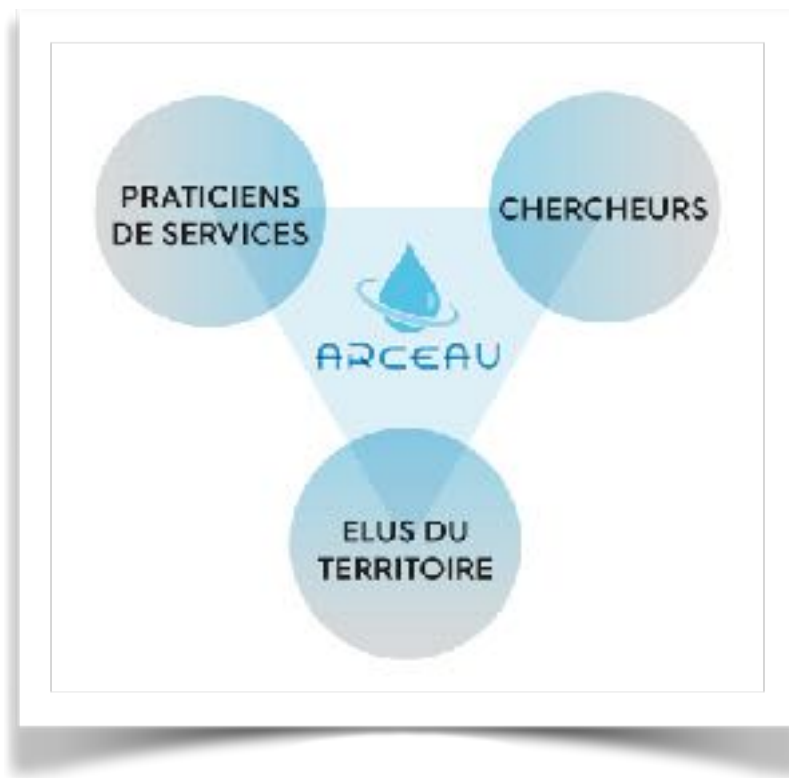 PRATICIENS
DE SERVICES
CHERCHEURS
ARCEAU
ELUS DU
TERRITOIRE